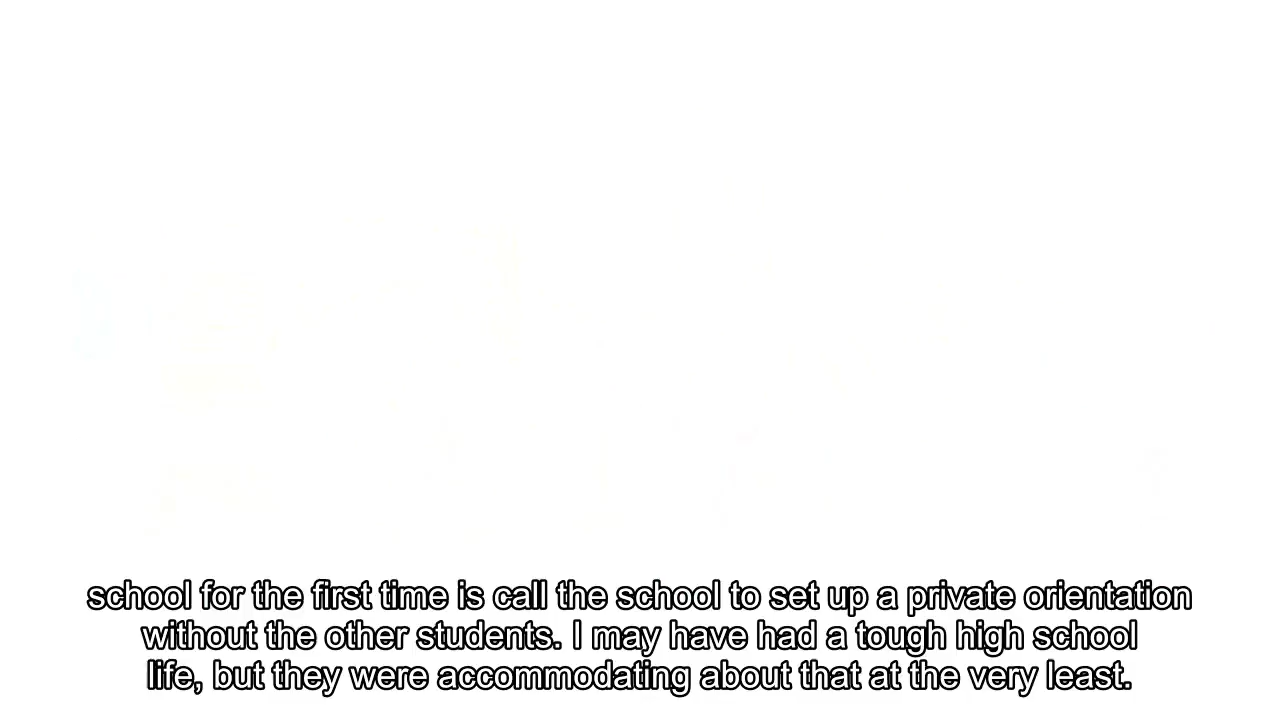 school for the first time is call the school to set up a private orientation
without the other students. I may have had a tough high school
life, but they were accommodating about that at the very least.